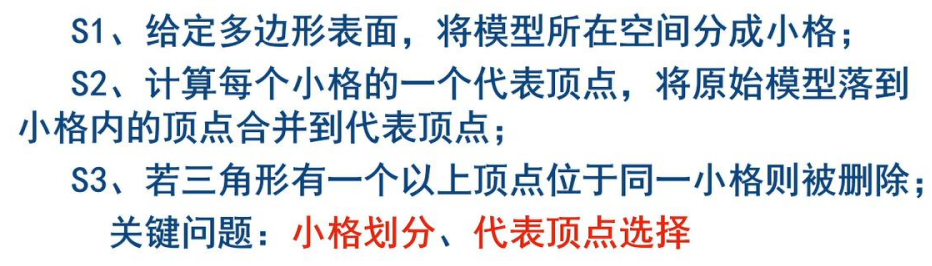 S1、给定多边形表面，将模型所在空间分成小格；
S2、计算每个小格的一个代表顶点，将原始模型落到
小格内的顶点合并到代表顶点；
S3、若三角形有一个以上顶点位于同一小格则被删除；
关键问题：小格划分、代表顶点选择